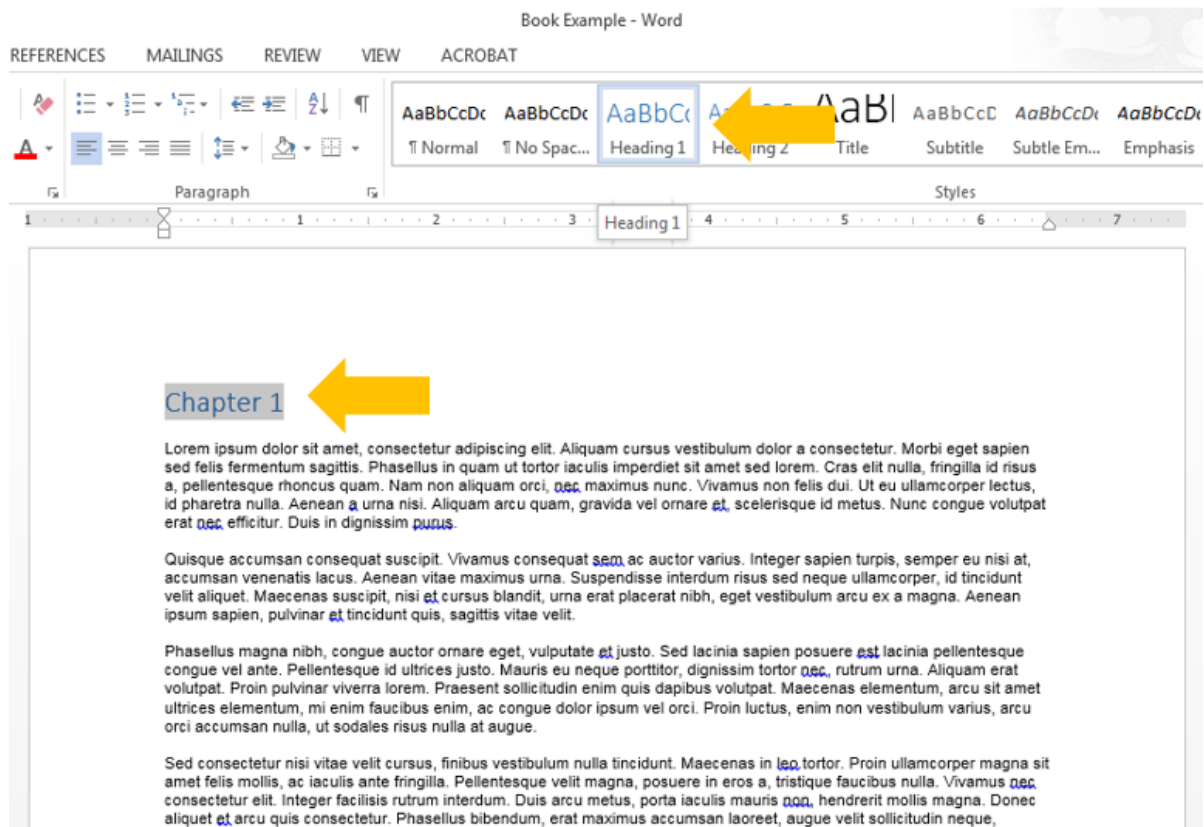 Book Example - Word
REFERENCES MAILINGS REVIEW VIEW ACROBAT
AaBbCcDc AaBbCcDc AaBbC( AaB| AaBbCcD AaBbCcDc AaBbCcDc
¶ Normal ¶ No Spac... Heading 1 Heading 2 Title Subtitle Subtle Em... Emphasis
Paragraph Styles
1 1 2 3 4 5 6 7
Heading 1
Chapter 1
Lorem ipsum dolor sit amet, consectetur adipiscing elit. Aliquam cursus vestibulum dolor a consectetur. Morbi eget sapien
sed felis fermentum sagittis. Phasellus in quam ut tortor iaculis imperdiet sit amet sed lorem. Cras elit nulla, fringilla id risus
a, pellentesque rhoncus quam. Nam non aliquam orci, nec maximus nunc. Vivamus non felis dui. Ut eu ullamcorper lectus,
id pharetra nulla. Aenean a urna nisi. Aliquam arcu quam, gravida vel ornare et, scelerisque id metus. Nunc congue volutpat
erat nec efficitur. Duis in dignissim purus.
Quisque accumsan consequat suscipit. Vivamus consequat sem ac auctor varius. Integer sapien turpis, semper eu nisi at,
accumsan venenatis lacus. Aenean vitae maximus urna. Suspendisse interdum risus sed neque ullamcorper, id tincidunt
velit aliquet. Maecenas suscipit, nisi et cursus blandit, urna erat placerat nibh, eget vestibulum arcu ex a magna. Aenean
ipsum sapien, pulvinar et tincidunt quis, sagittis vitae velit.
Phasellus magna nibh, congue auctor ornare eget, vulputate et justo. Sed lacinia sapien posuere est lacinia pellentesque
congue vel ante. Pellentesque id ultrices justo. Mauris eu neque porttitor, dignissim tortor nec, rutrum urna. Aliquam erat
volutpat. Proin pulvinar viverra lorem. Praesent sollicitudin enim quis dapibus volutpat. Maecenas elementum, arcu sit amet
ultrices elementum, mi enim faucibus enim, ac congue dolor ipsum vel orci. Proin luctus, enim non vestibulum varius, arcu
orci accumsan nulla, ut sodales risus nulla at augue.
Sed consectetur nisi vitae velit cursus, finibus vestibulum nulla tincidunt. Maecenas in leo tortor. Proin ullamcorper magna sit
amet felis mollis, ac iaculis ante fringilla. Pellentesque velit magna, posuere in eros a, tristique faucibus nulla. Vivamus nec
consectetur elit. Integer facilisis rutrum interdum. Duis arcu metus, porta iaculis mauris non, hendrerit mollis magna. Donec
aliquet et arcu quis consectetur. Phasellus bibendum, erat maximus accumsan laoreet, augue velit sollicitudin neque,